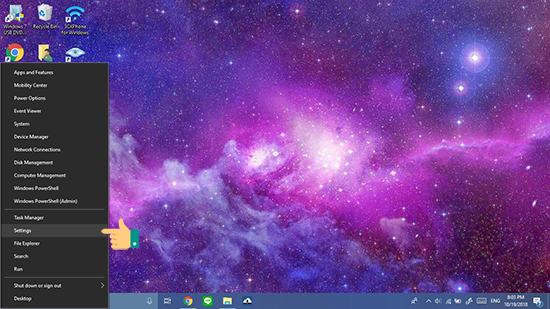 Windows 7
USB DVD...
Recycle Bin
3CXPhone
for Windows
Apps and Features
Mobility Center
Power Options
Event Viewer
System
Device Manager
Network Connections
Disk Management
Computer Management
Windows PowerShell
Windows PowerShell (Admin)
Task Manager
Settings
File Explorer
Search
Run
Shut down or sign out
Desktop
ENG
8:03 PM
10/19/2018